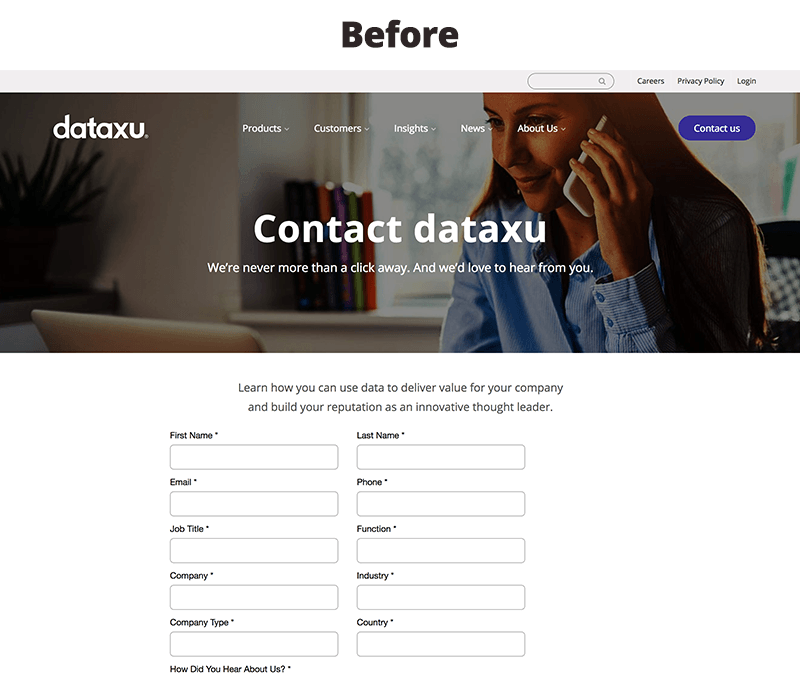 Before
Careers Privacy Policy Login
dataxu®
Products Customers Insights News About Us Contact us
Contact dataxu
We're never more than a click away. And we'd love to hear from you.
Learn how you can use data to deliver value for your company
and build your reputation as an innovative thought leader.
First Name * Last Name *
Email * Phone *
Job Title * Function *
Company * Industry *
Company Type * Country *
How Did You Hear About Us? *